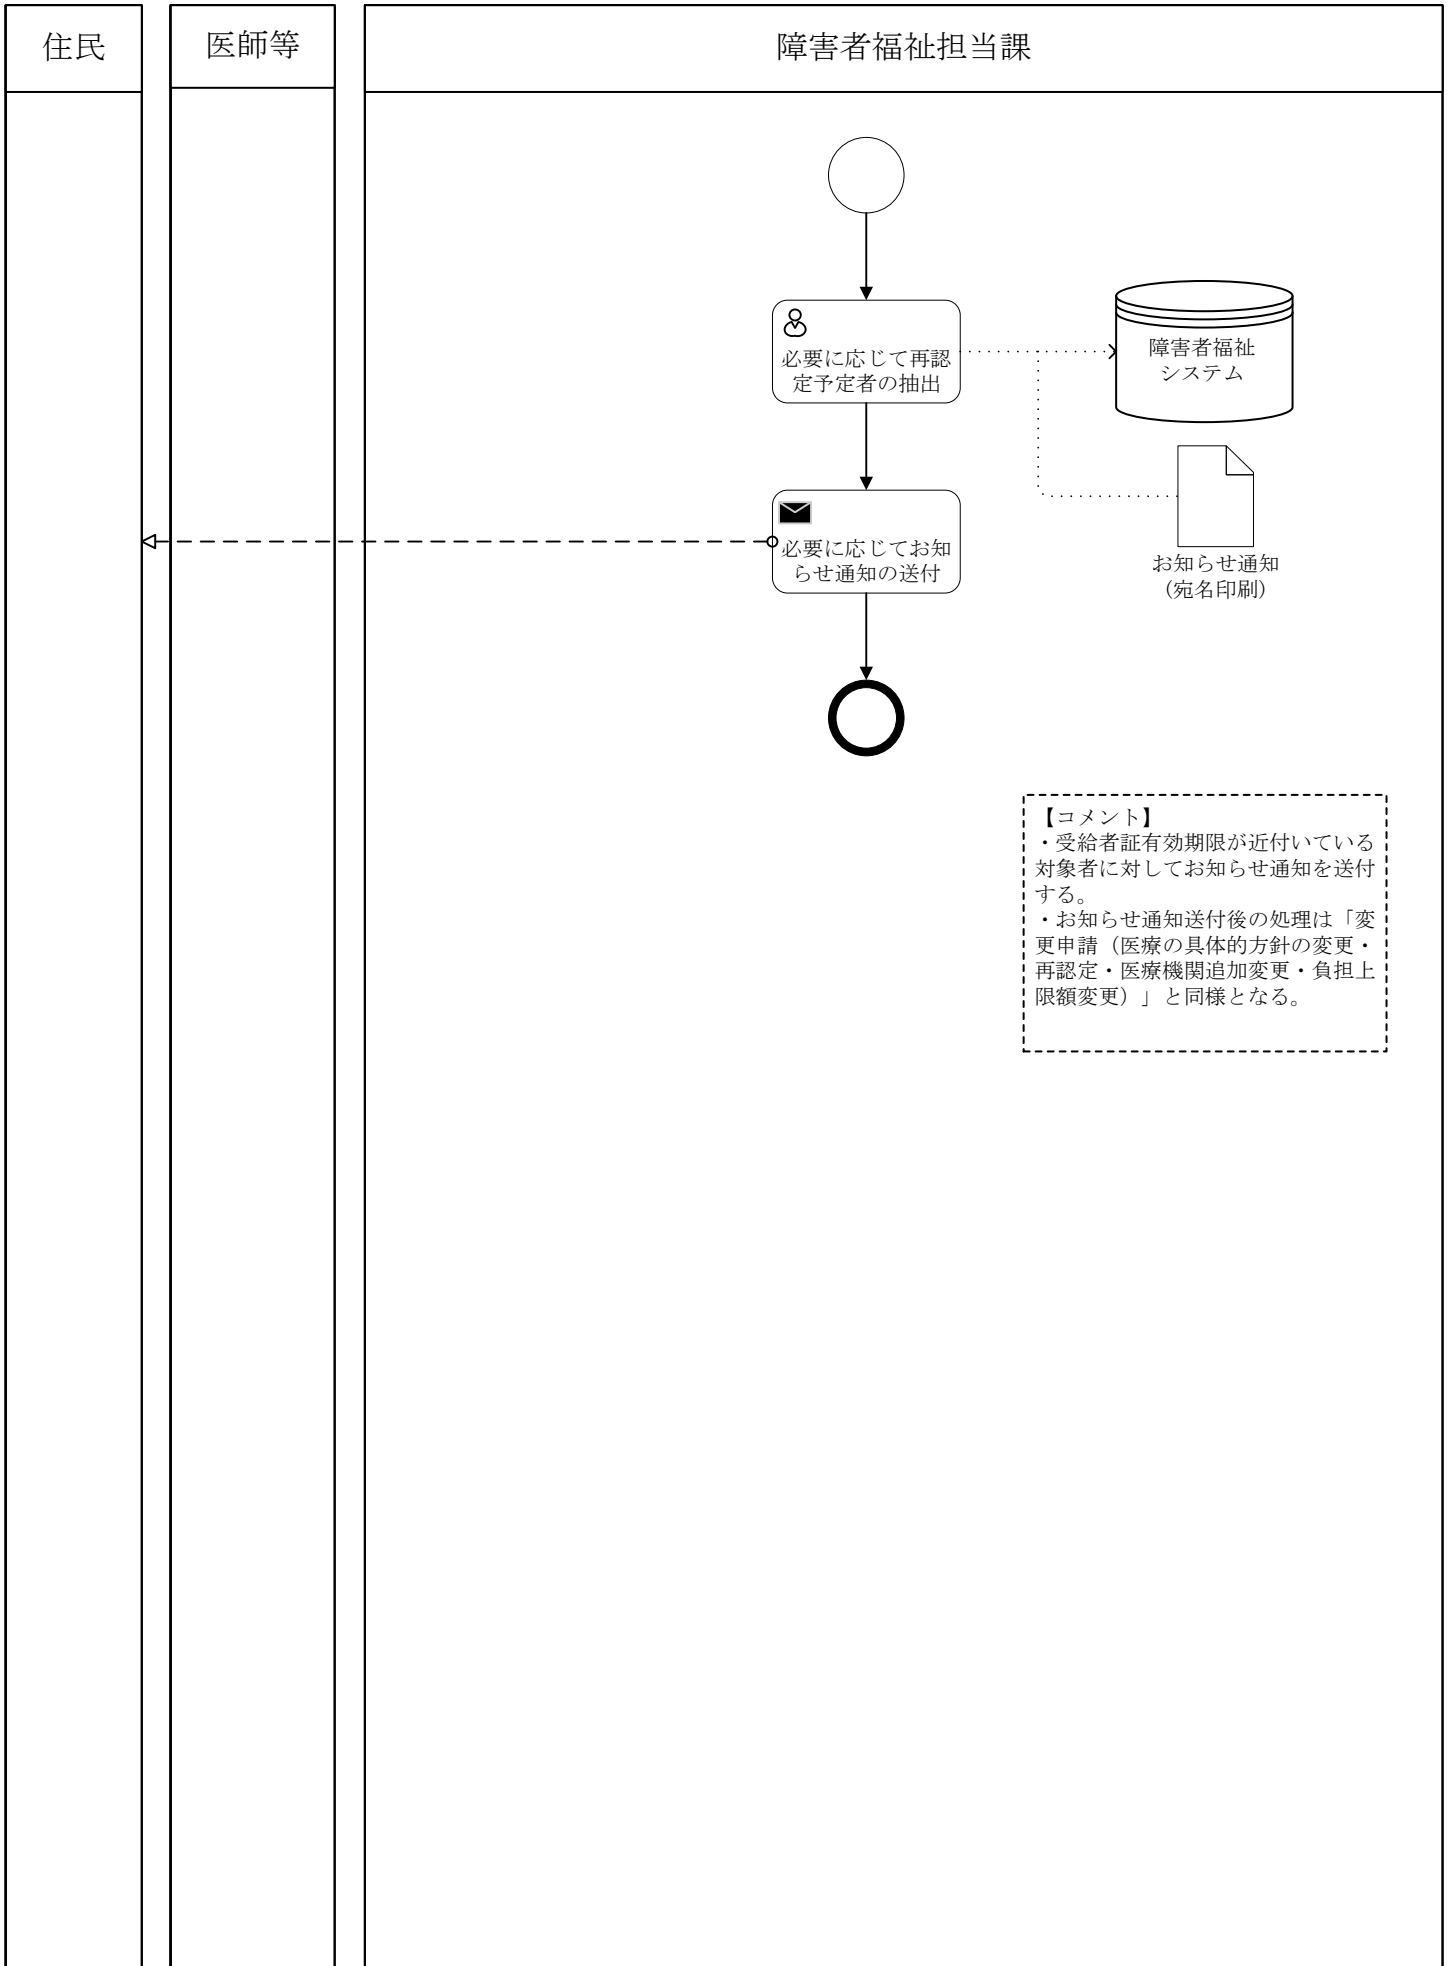 住民
医師等
障害者福祉担当課
必要に応じて再認
定予定者の抽出
障害者福祉
システム
必要に応じてお知
らせ通知の送付
お知らせ通知
（宛名印刷）
【コメント】
・受給者証有効期限が近付いている
対象者に対してお知らせ通知を送付
する。
・お知らせ通知送付後の処理は「変
更申請（医療の具体的方針の変更・
再認定・医療機関追加変更・負担上
限額変更）」と同様となる。